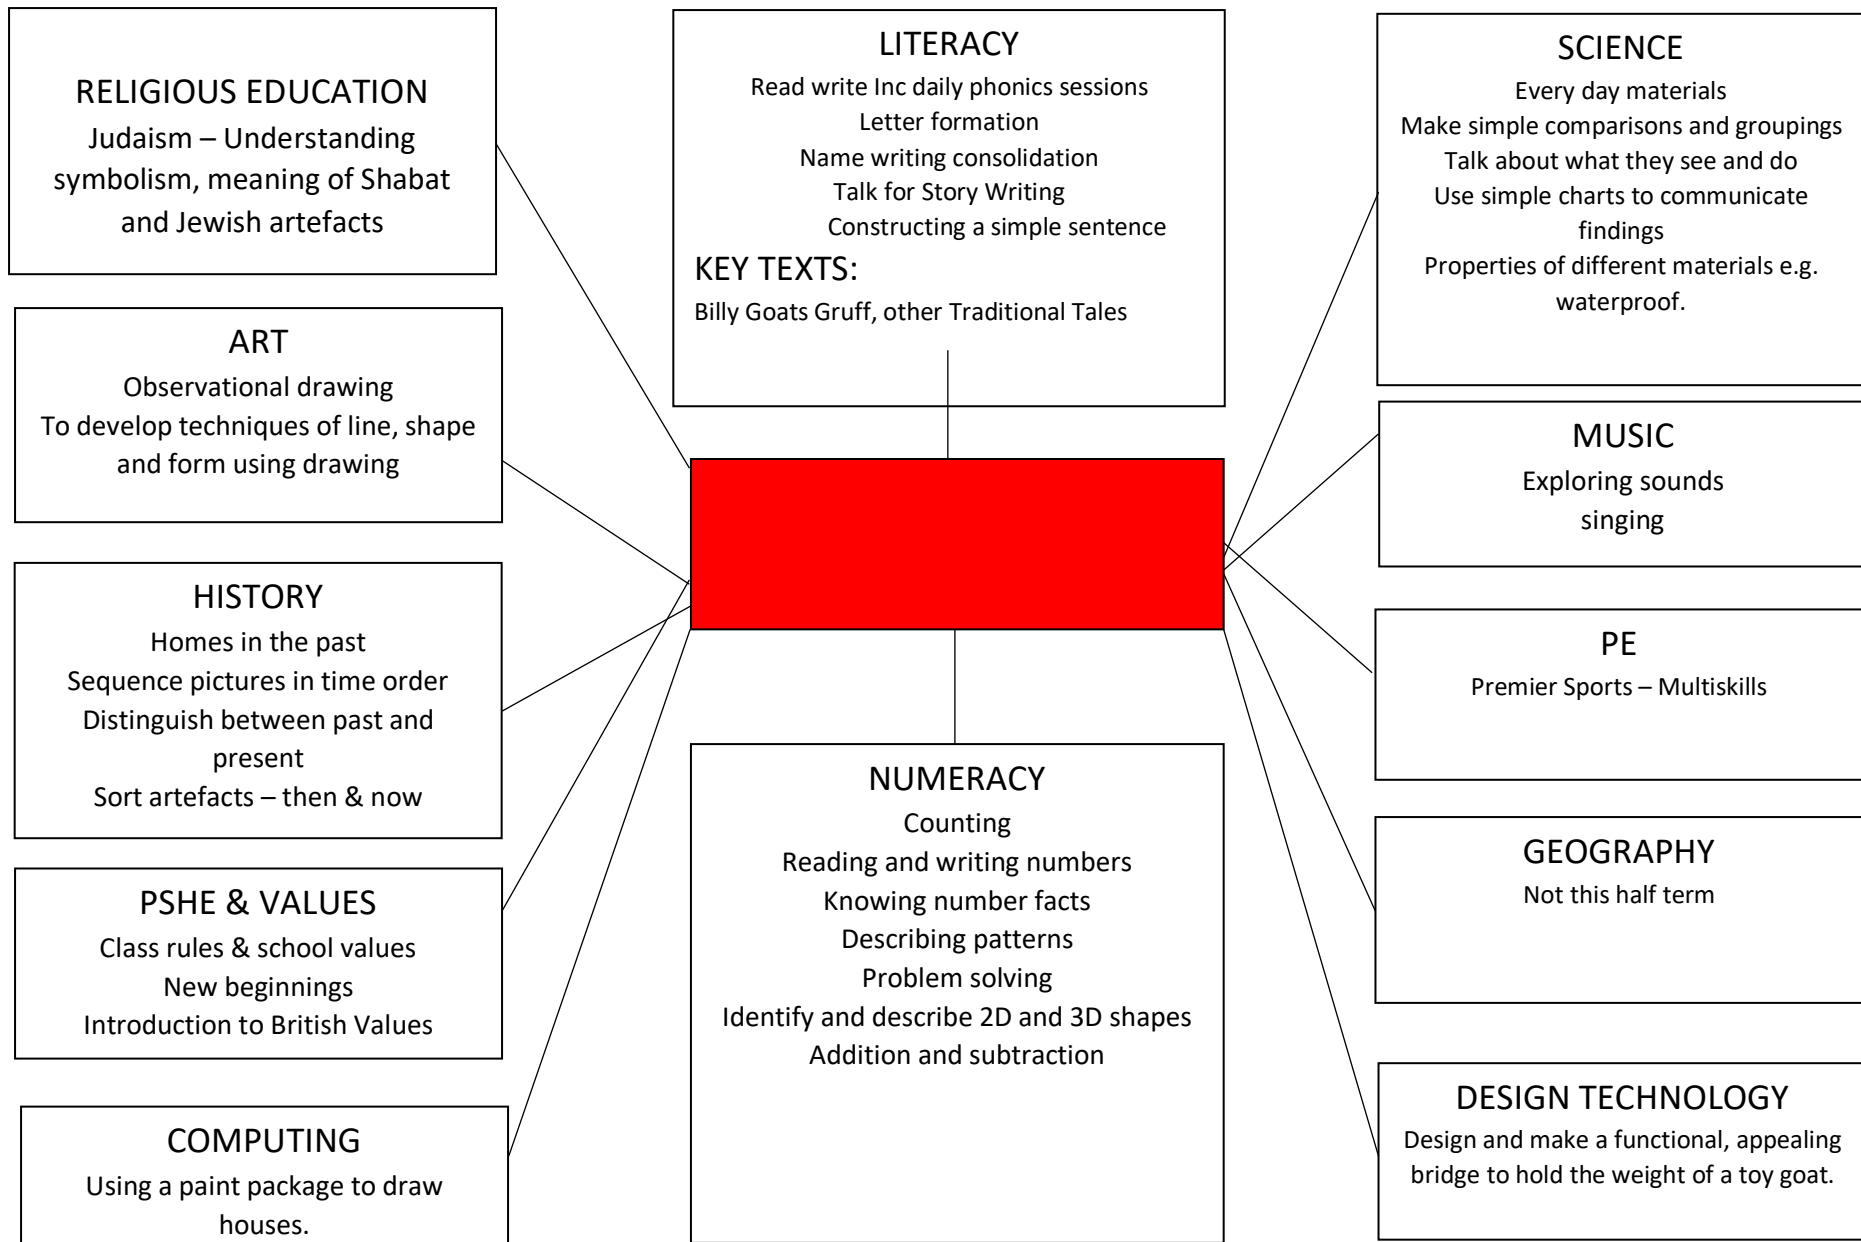 RELIGIOUS EDUCATION
Judaism – Understanding
symbolism, meaning of Shabat
and Jewish artefacts
ART
Observational drawing
To develop techniques of line, shape
and form using drawing
HISTORY
Homes in the past
Sequence pictures in time order
Distinguish between past and
present
Sort artefacts – then & now
PSHE & VALUES
Class rules & school values
New beginnings
Introduction to British Values
COMPUTING
Using a paint package to draw
houses.
LITERACY
Read write Inc daily phonics sessions
Letter formation
Name writing consolidation
Talk for Story Writing
Constructing a simple sentence
KEY TEXTS:
Billy Goats Gruff, other Traditional Tales
NUMERACY
Counting
Reading and writing numbers
Knowing number facts
Describing patterns
Problem solving
Identify and describe 2D and 3D shapes
Addition and subtraction
SCIENCE
Every day materials
Make simple comparisons and groupings
Talk about what they see and do
Use simple charts to communicate
findings
Properties of different materials e.g.
waterproof.
MUSIC
Exploring sounds
singing
PE
Premier Sports – Multiskills
GEOGRAPHY
Not this half term
DESIGN TECHNOLOGY
Design and make a functional, appealing
bridge to hold the weight of a toy goat.